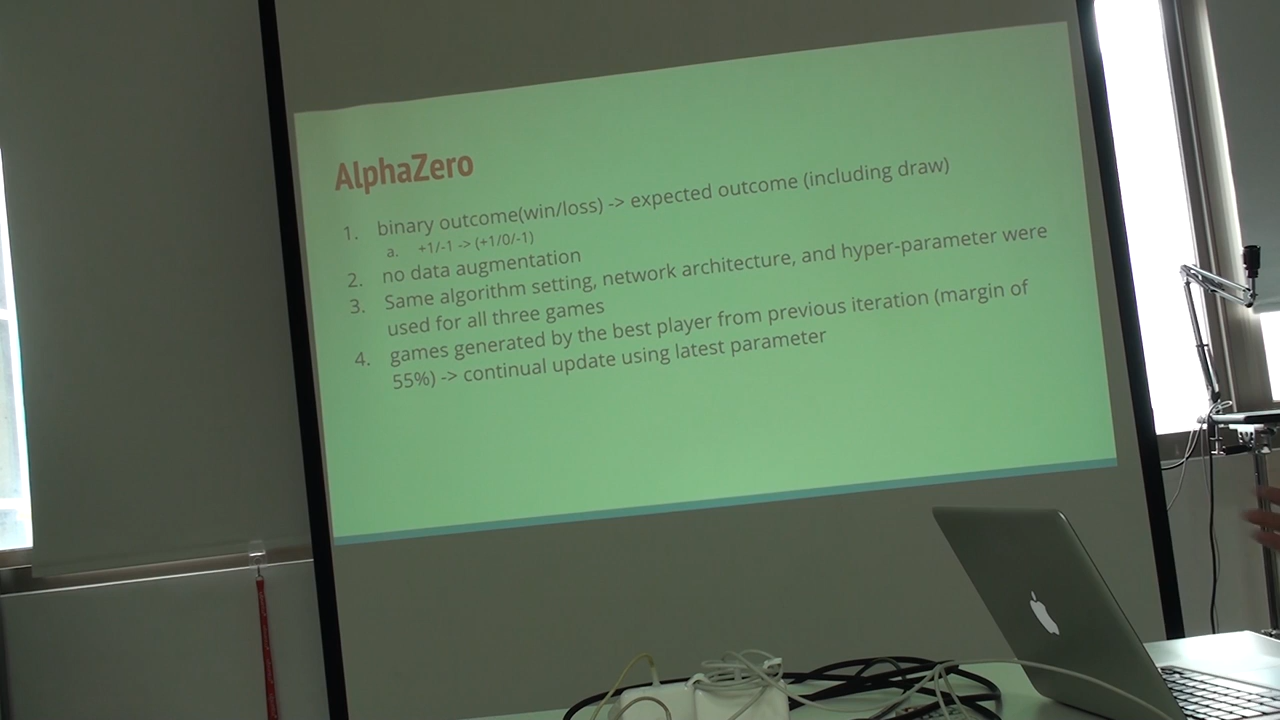 AlphaZero
1. binary outcome(win/loss) -> expected outcome (including draw)
a. +1/-1 -> (+1/0/-1)
2. no data augmentation
3. Same algorithm setting, network architecture, and hyper-parameter were
used for all three games
4. games generated by the best player from previous iteration (margin of
55%) -> continual update using latest parameter